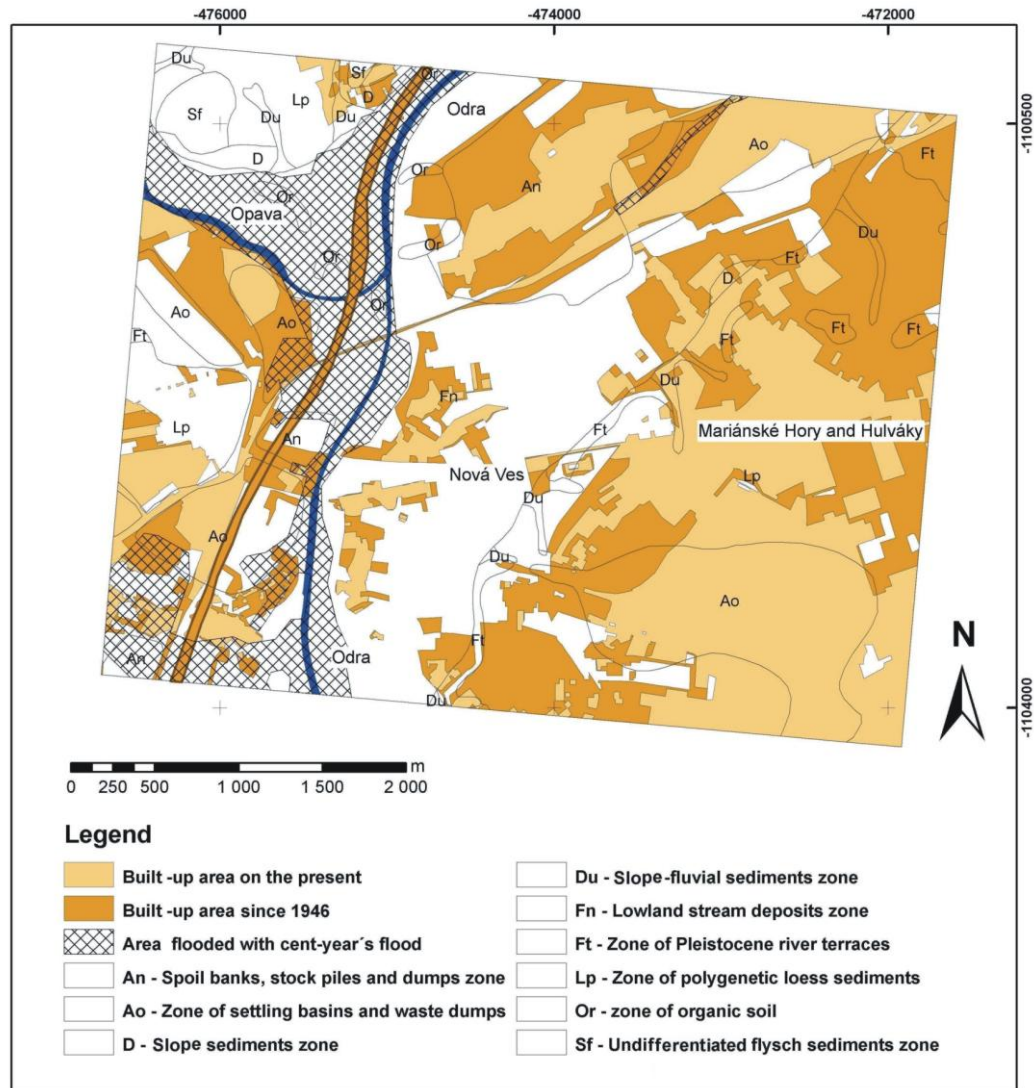 -476000 -474000 -472000
Du Sf Or
Lp D Odra
Sf Du Du -1100500
Ao Ft
D Or
Or An
Opava
Or Du
Or Ft
Ao D
Ao Or
Ft Ft Ft
Du
Fn
Lp An Ft Mariánské Hory and Hulváky
Nová Ves
Lp
Du
Ao Du
Ao
Ft
An Odra N
Du -1104000
m
0 250 500 1 000 1 500 2 000
Legend
Built -up area on the present
Built -up area since 1946
Area flooded with cent-year´s flood
An - Spoil banks, stock piles and dumps zone
Ao - Zone of settling basins and waste dumps
D - Slope sediments zone
Du - Slope-fluvial sediments zone
Fn - Lowland stream deposits zone
Ft - Zone of Pleistocene river terraces
Lp - Zone of polygenetic loess sediments
Or - zone of organic soil
Sf - Undifferentiated flysch sediments zone